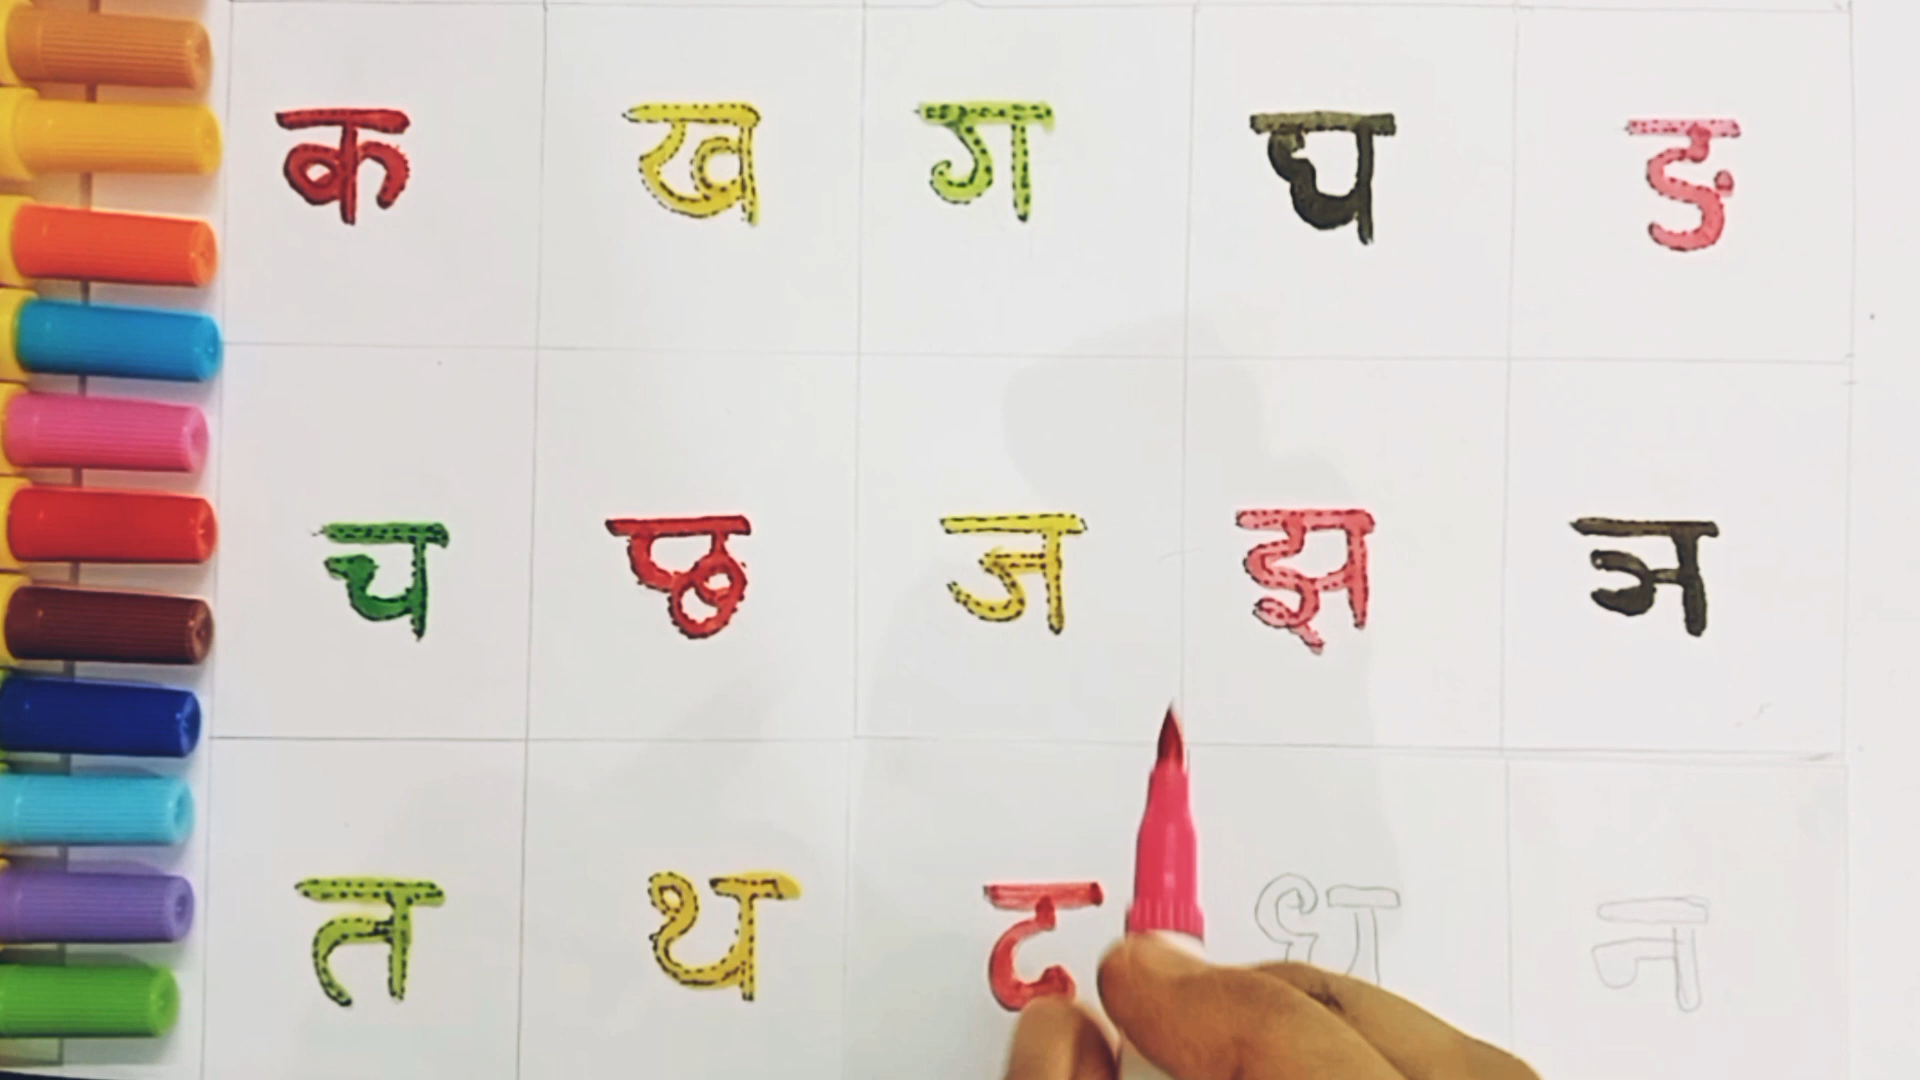 क ख ग घ ङ
च छ ज झ ञ
त थ द ध न